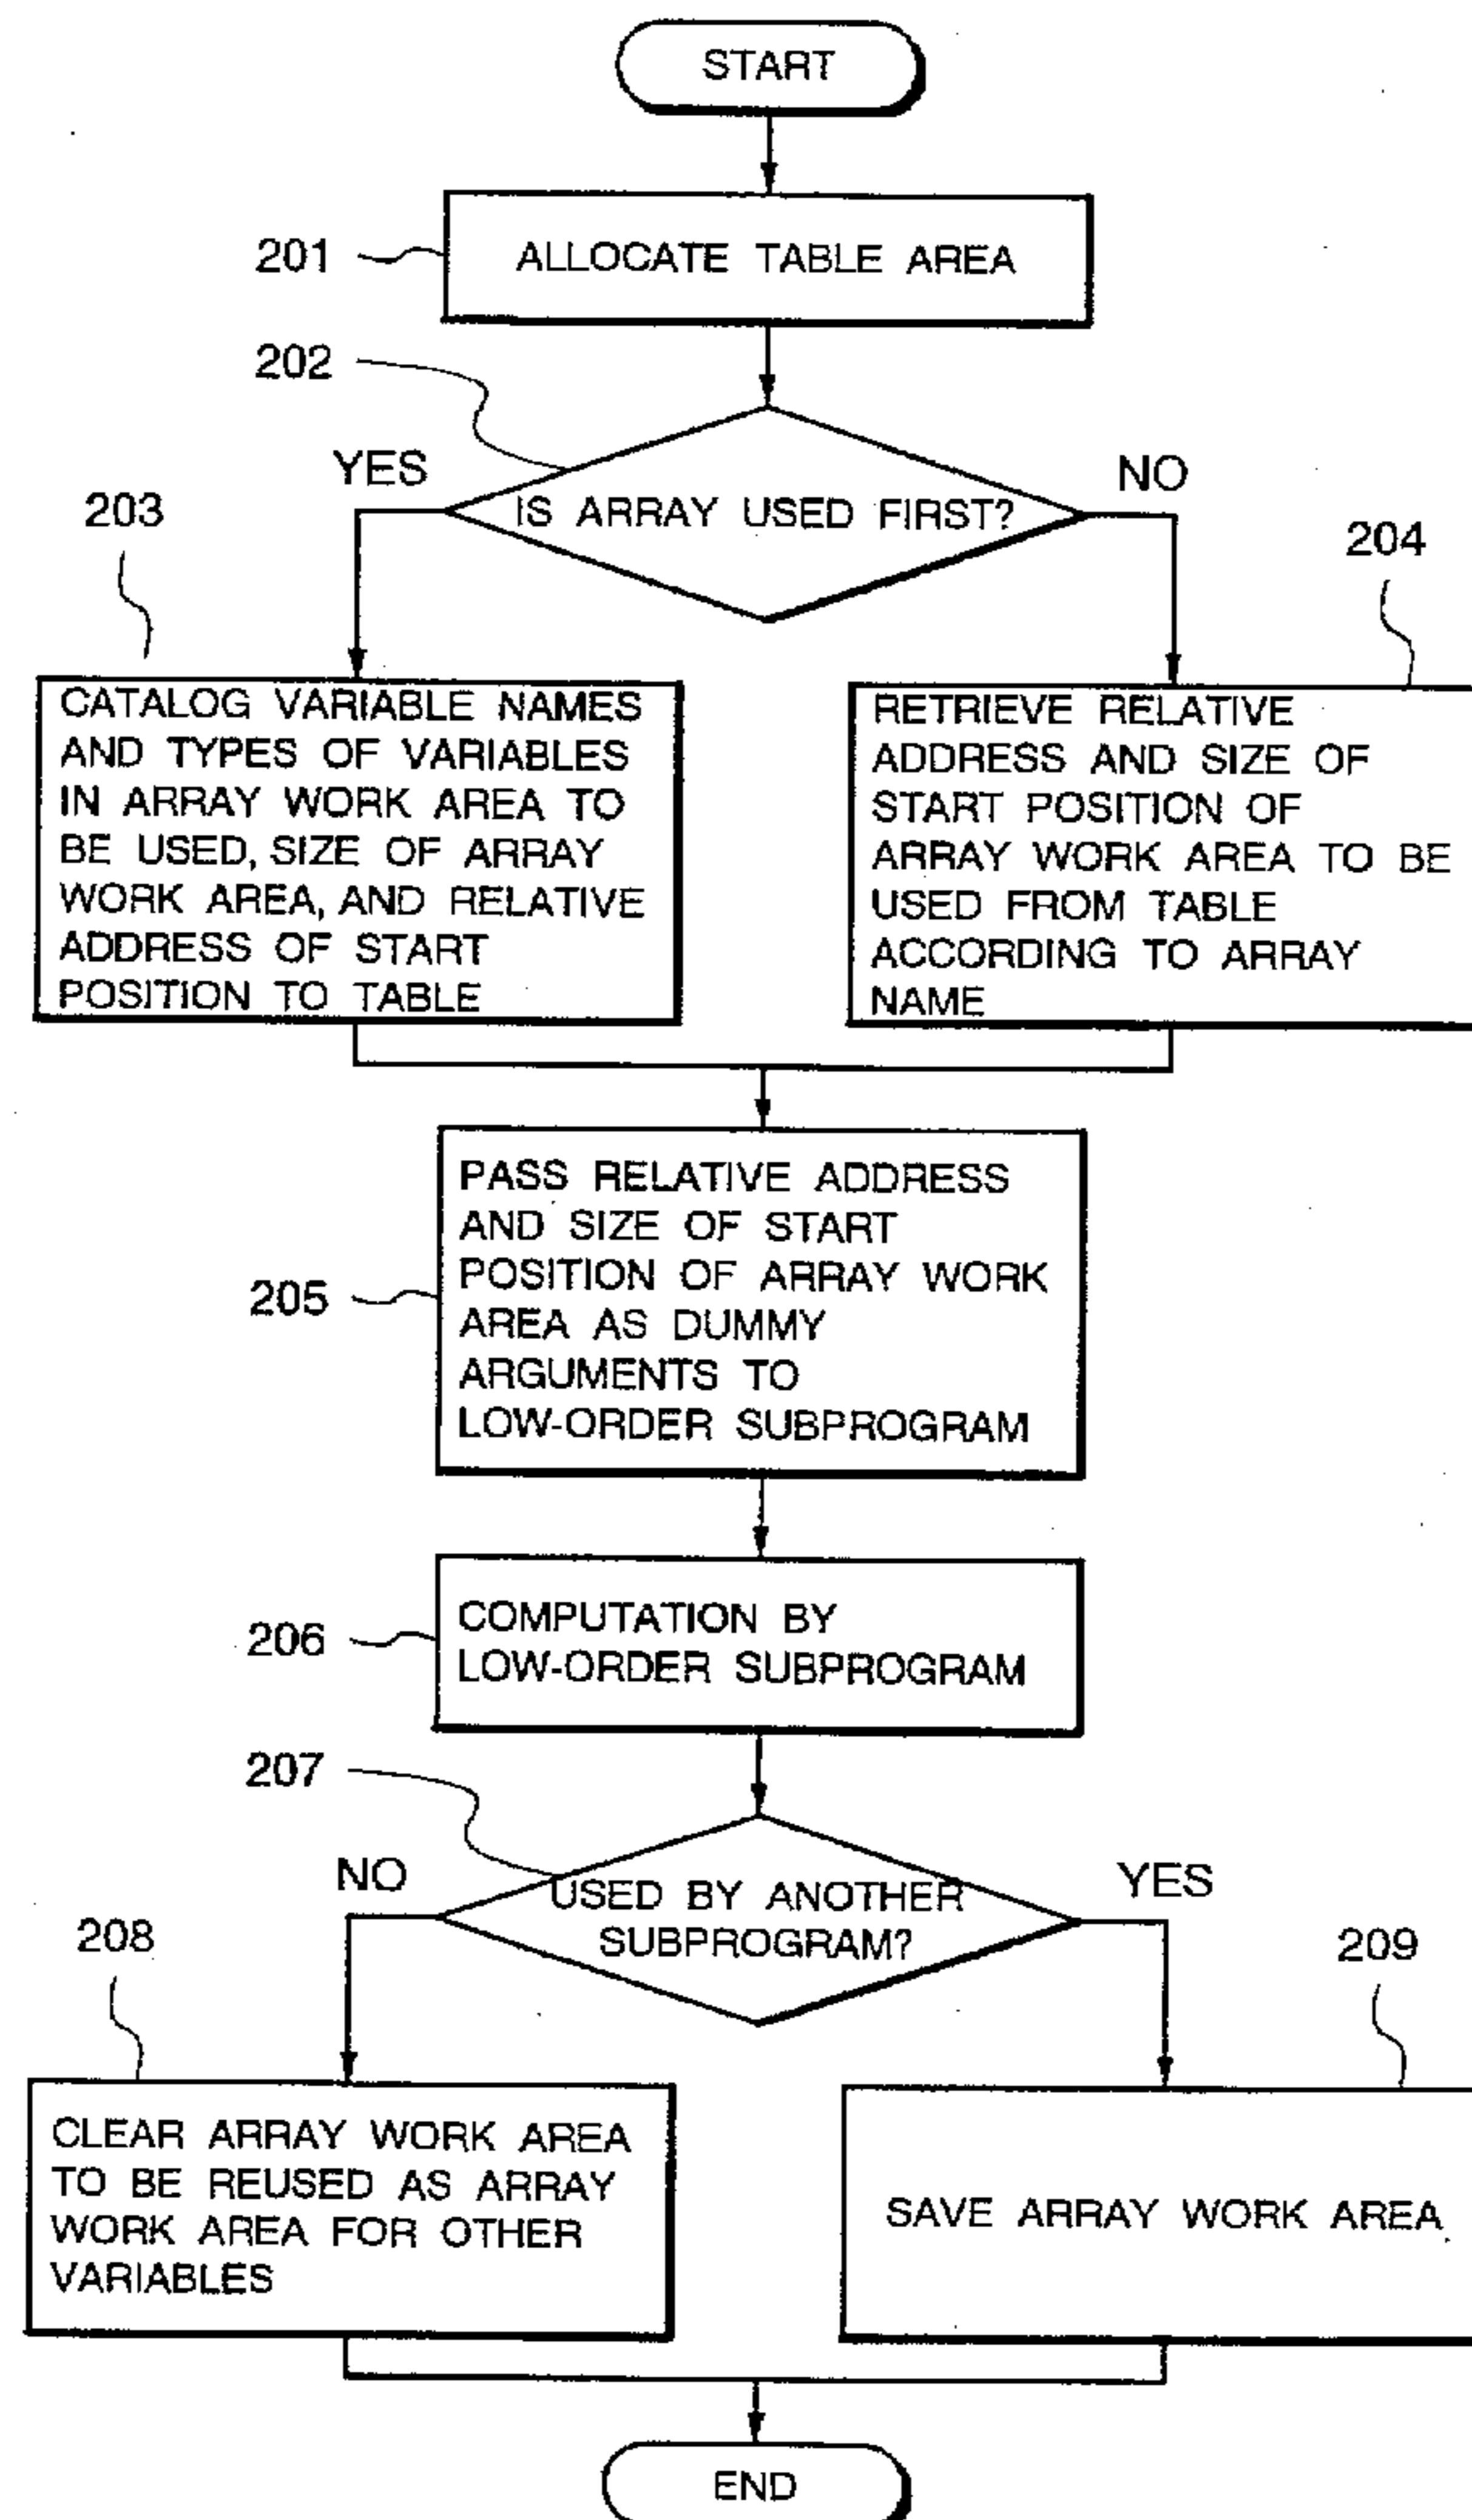 START
201
ALLOCATE TABLE AREA
202
YES
NO
IS ARRAY USED FIRST?
203
204
CATALOG VARIABLE NAMES
AND TYPES OF VARIABLES
IN ARRAY WORK AREA TO
BE USED, SIZE OF ARRAY
WORK AREA, AND RELATIVE
ADDRESS OF START
POSITION TO TABLE
RETRIEVE RELATIVE
ADDRESS AND SIZE OF
START POSITION OF
ARRAY WORK AREA TO BE
USED FROM TABLE
ACCORDING TO ARRAY
NAME
205
PASS RELATIVE ADDRESS
AND SIZE OF START
POSITION OF ARRAY WORK
AREA AS DUMMY
ARGUMENTS TO
LOW-ORDER SUBPROGRAM
206
COMPUTATION BY
LOW-ORDER SUBPROGRAM
207
NO
YES
USED BY ANOTHER
SUBPROGRAM?
208
209
CLEAR ARRAY WORK AREA
TO BE REUSED AS ARRAY
WORK AREA FOR OTHER
VARIABLES
SAVE ARRAY WORK AREA
END